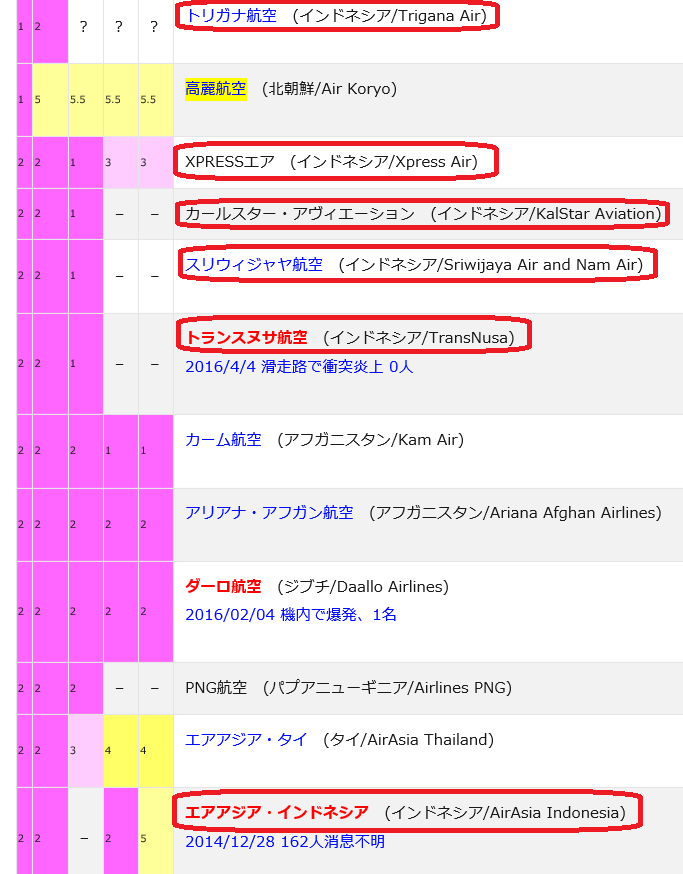 1 2 ? ? ? トリガナ航空 (インドネシア/Trigana Air)
1 5 5.5 5.5 5.5 高麗航空 (北朝鮮/Air Koryo)
2 2 1 3 3 XPRESSエア (インドネシア/Xpress Air)
2 2 1 – – カールスター・アヴィエーション (インドネシア/KalStar Aviation)
2 2 1 – – スリウィジャヤ航空 (インドネシア/Sriwijaya Air and Nam Air)
2 2 1 – – トランスヌサ航空 (インドネシア/TransNusa)
2016/4/4 滑走路で衝突炎上 0人
2 2 2 1 1 カーム航空 (アフガニスタン/Kam Air)
2 2 2 2 2 アリアナ・アフガン航空 (アフガニスタン/Ariana Afghan Airlines)
2 2 2 2 2 ダーロ航空 (ジブチ/Daallo Airlines)
2016/02/04 機内で爆発、1名
2 2 2 – – PNG航空 (パプアニューギニア/Airlines PNG)
2 2 3 4 4 エアアジア・タイ (タイ/AirAsia Thailand)
2 2 – 2 5 エアアジア・インドネシア (インドネシア/AirAsia Indonesia)
2014/12/28 162人消息不明